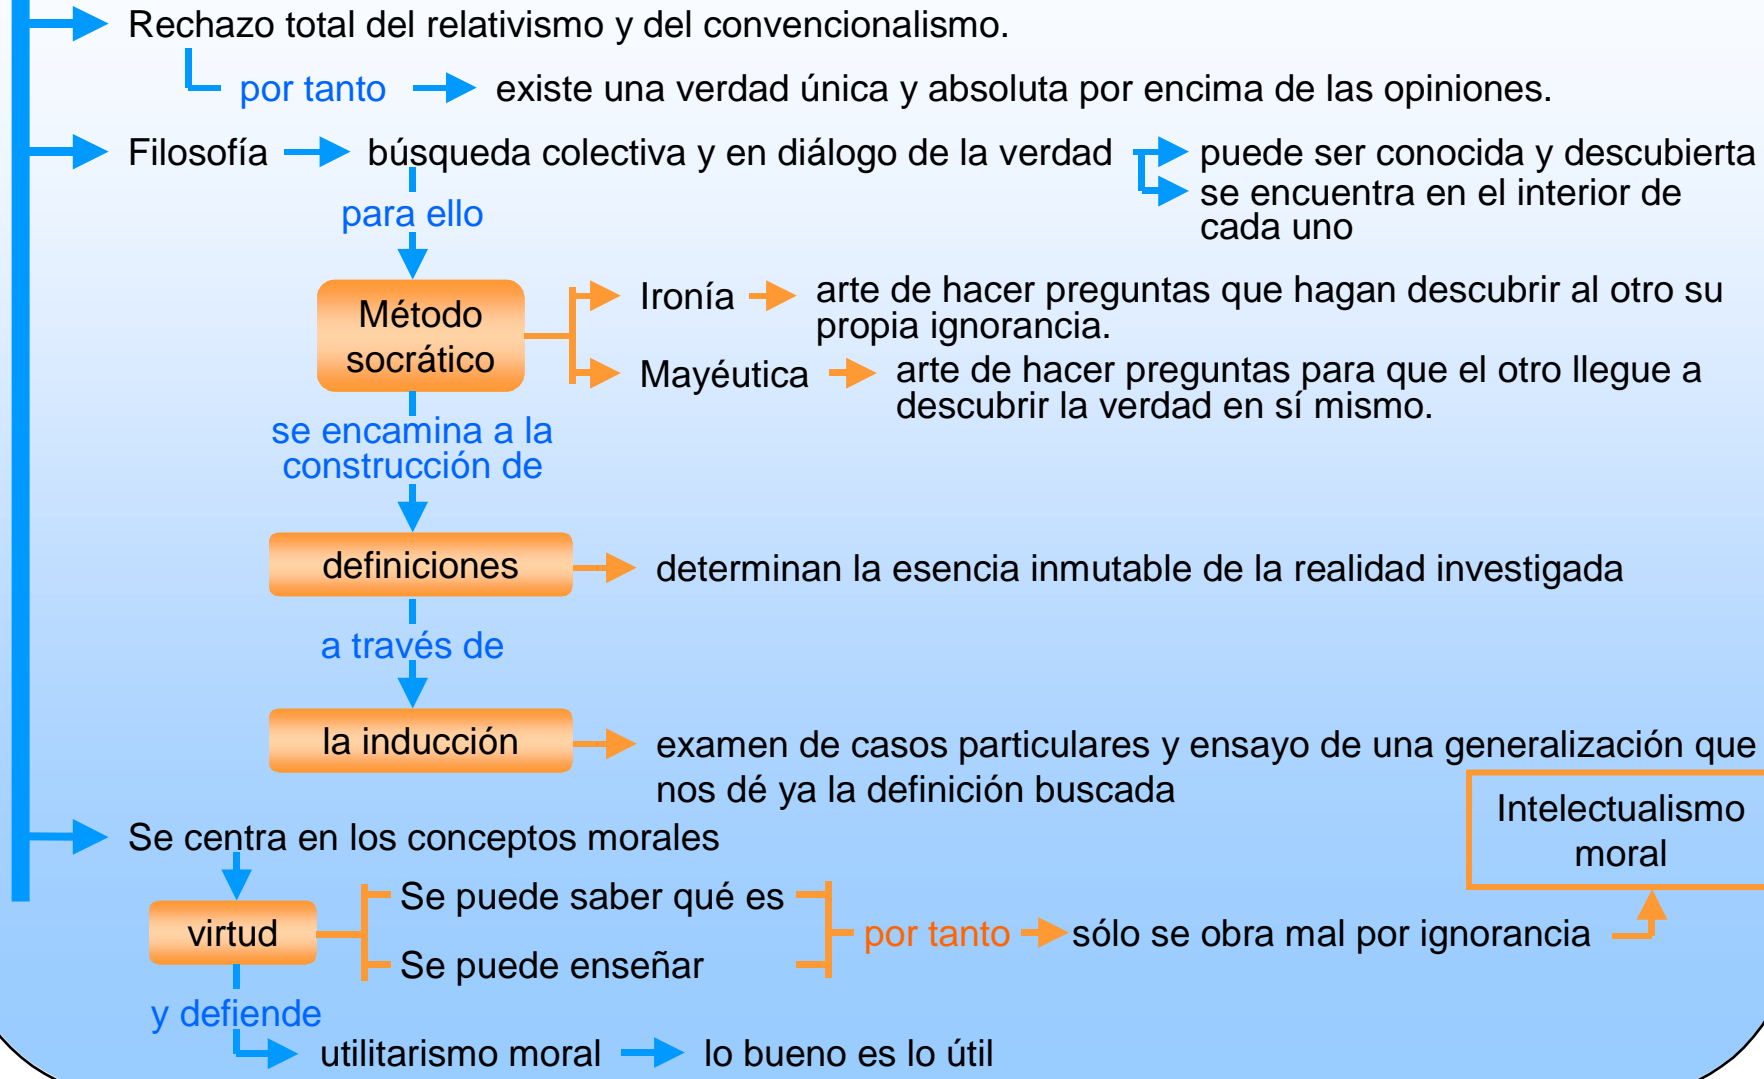 Rechazo total del relativismo y del convencionalismo.
por tanto existe una verdad única y absoluta por encima de las opiniones.
Filosofía búsqueda colectiva y en diálogo de la verdad puede ser conocida y descubierta
se encuentra en el interior de
cada uno
para ello
Método
socrático
Ironía arte de hacer preguntas que hagan descubrir al otro su
propia ignorancia.
Mayéutica arte de hacer preguntas para que el otro llegue a
descubrir la verdad en sí mismo.
se encamina a la
construcción de
definiciones determinan la esencia inmutable de la realidad investigada
a través de
la inducción examen de casos particulares y ensayo de una generalización que
nos dé ya la definición buscada
Intelectualismo
moral
Se centra en los conceptos morales
virtud
Se puede saber qué es
Se puede enseñar
por tanto sólo se obra mal por ignorancia
y defiende
utilitarismo moral lo bueno es lo útil